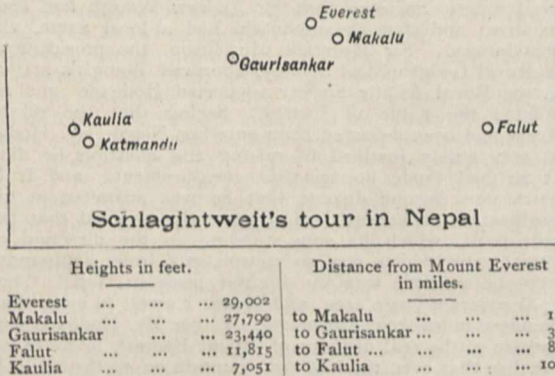 Everest
Makalu
Gaurisankar
Kaulia
Katmandu
Falut
Schlagintweit's tour in Nepal
Heights in feet.
Everest ... ... ... 29,002
Makalu ... ... ... 27,790
Gaurisankar ... ... 23,440
Falut ... ... ... 11,815
Kaulia ... ... ... 7,051
Distance from Mount Everest
in miles.
to Makalu ... ... ...
to Gaurisankar ... ... ...
to Falut ... ... ... ...
to Kaulia ... ... ...